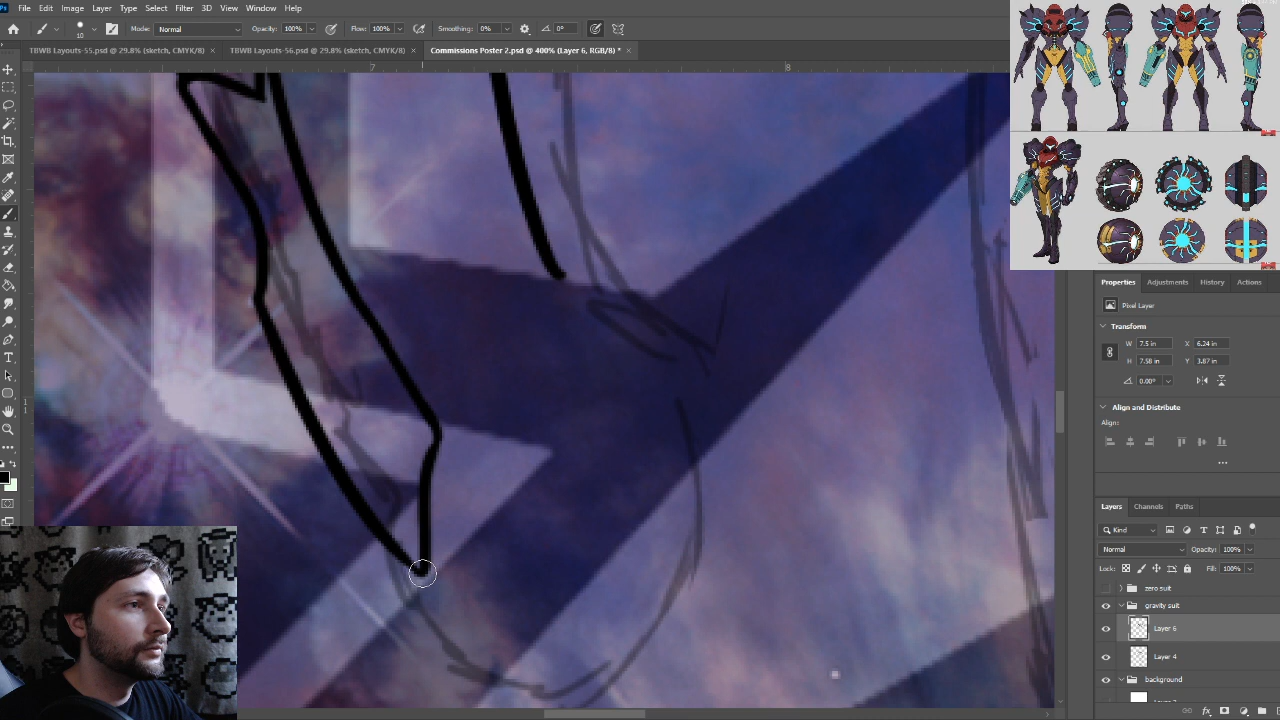 File Edit Image Layer Type Select Filter 3D View Window Help
10 Mode: Normal Opacity: 100% Flow: 100% Smoothing: 0% 0°
TBWB Layouts-55.psd @ 29.8% (sketch, CMYK/8) × TBWB Layouts-56.psd @ 29.8% (sketch, CMYK/8) × Commissions Poster 2.psd @ 400% (Layer 6, RGB/8) * ×
7 8
Properties Adjustments History Actions
Pixel Layer
Transform
W 7.5 in X 6.24 in
H 7.58 in Y 3.87 in
0.00°
Align and Distribute
Align:
...
Layers Channels Paths
Kind
Normal Opacity: 100%
Lock: Fill: 100%
zero suit
gravity suit
Layer 6
Layer 4
background
fx